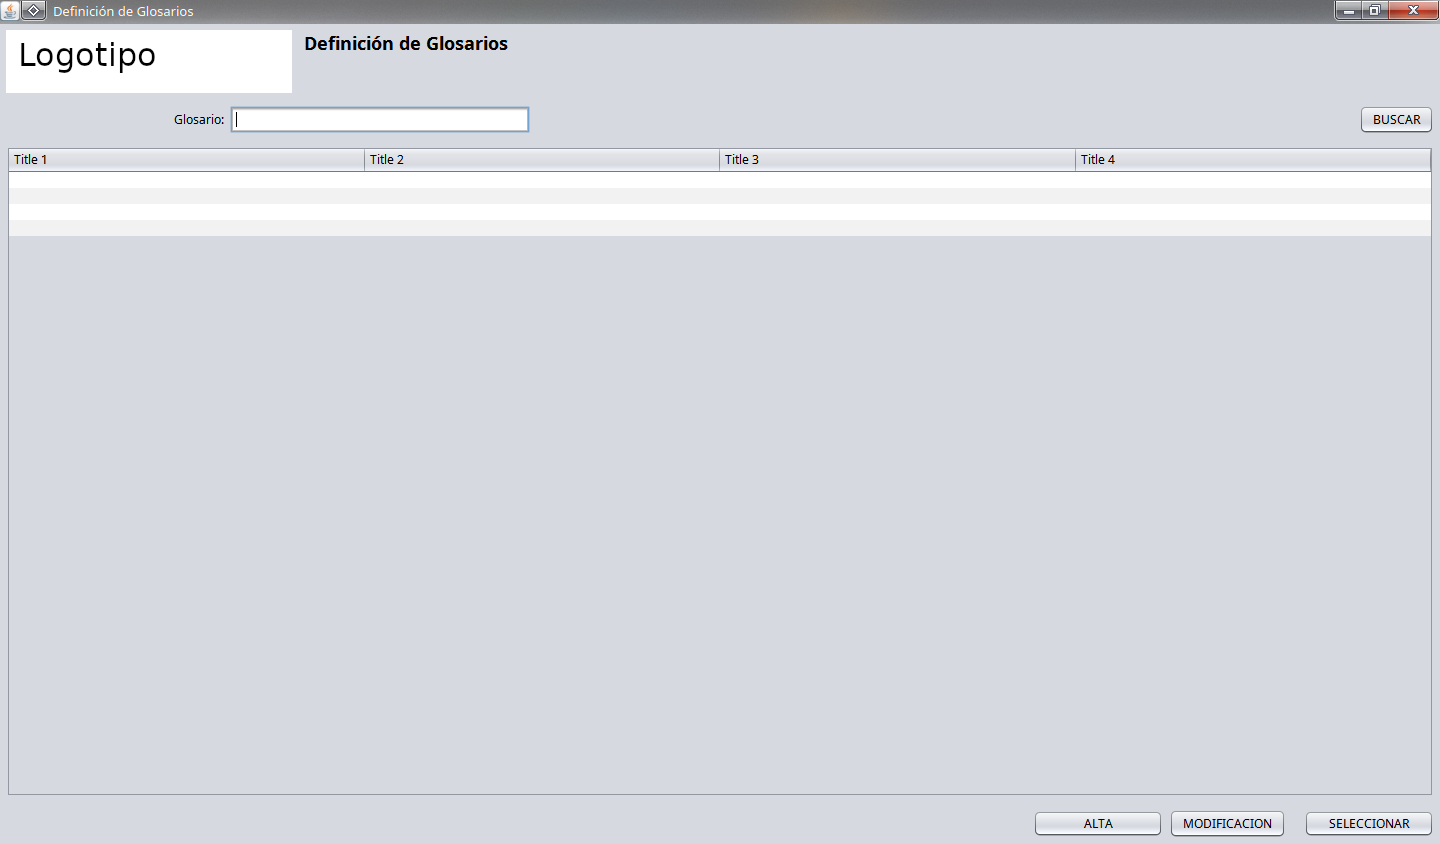 Definición de Glosarios
Logotipo
Definición de Glosarios
Glosario:
BUSCAR
Title 1 Title 2 Title 3 Title 4
ALTA MODIFICACION SELECCIONAR